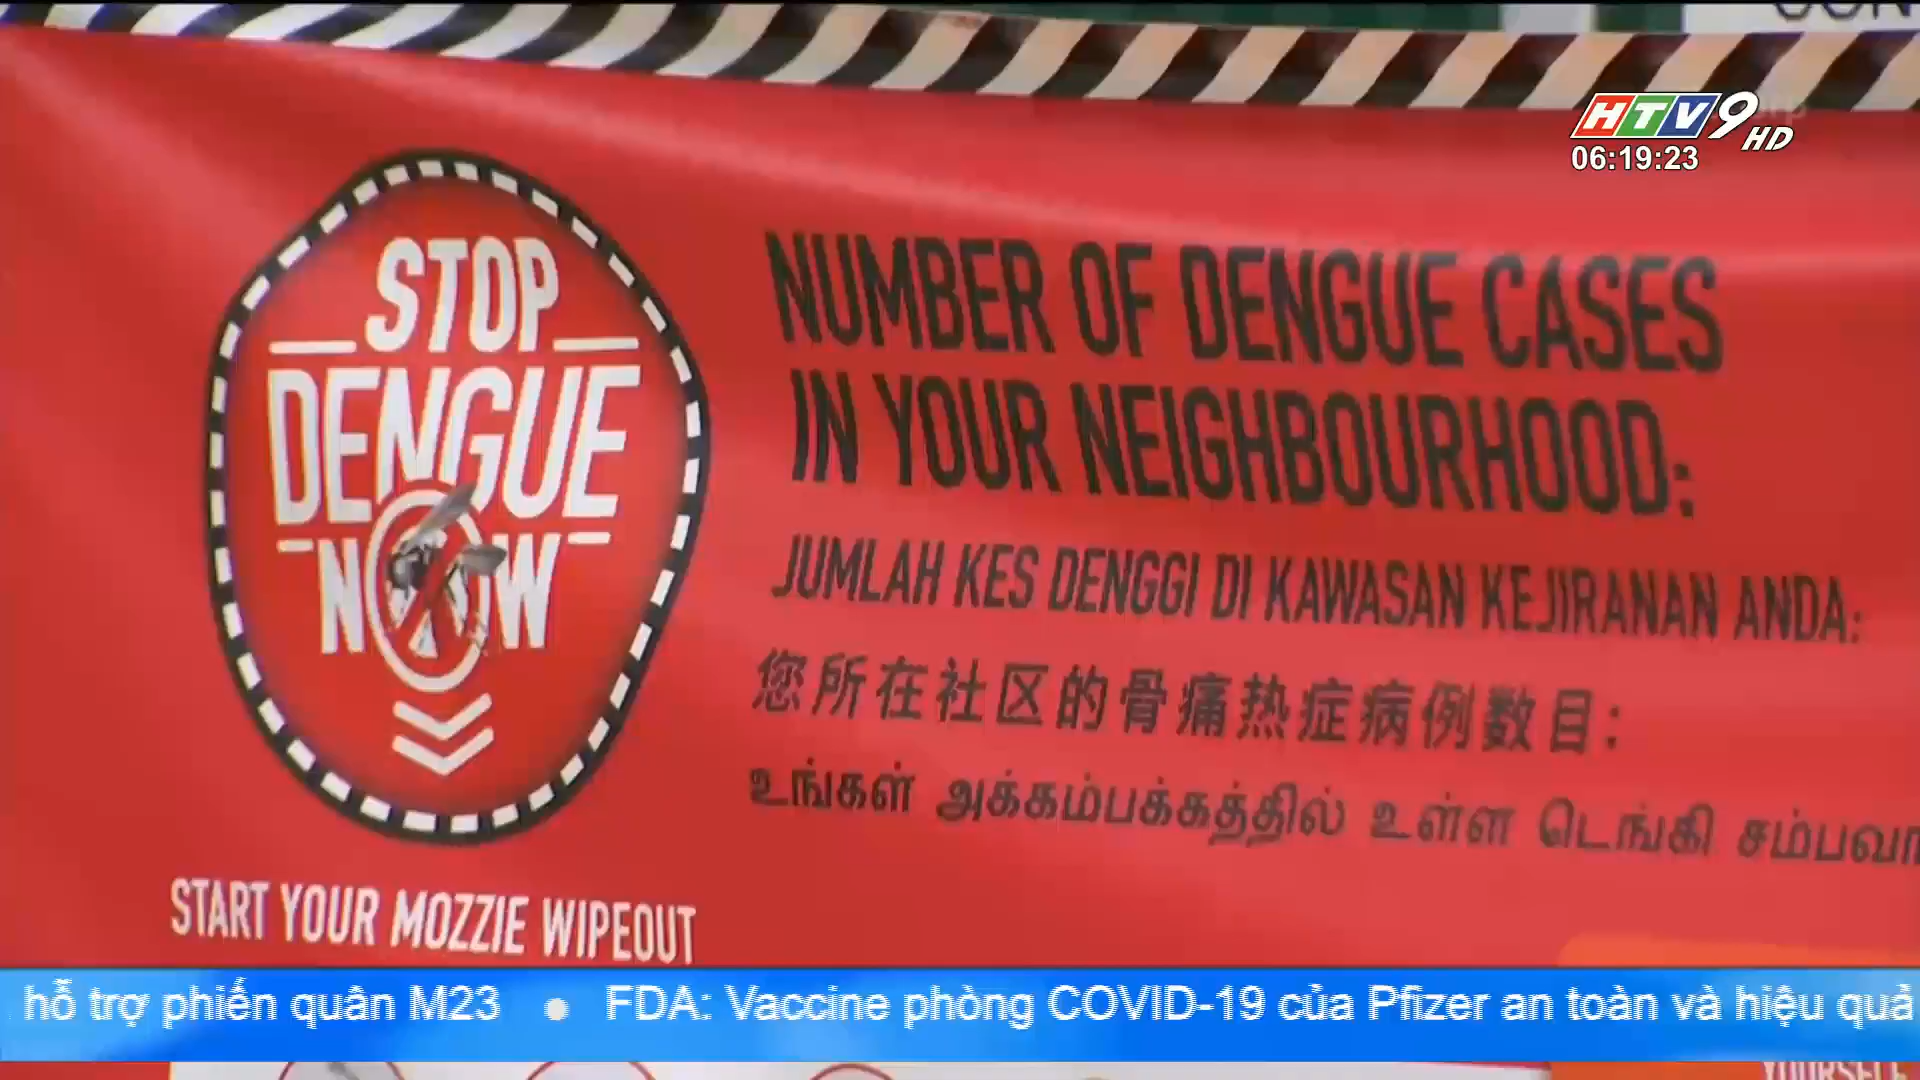 HTV9 HD
06:19:23
STOP
DENGUE
NOW
START YOUR MOZZIE WIPEOUT
NUMBER OF DENGUE CASES
IN YOUR NEIGHBOURHOOD:
JUMLAH KES DENGGI DI KAWASAN KEJIRANAN ANDA:
您所在社区的骨痛热症病例数目：
உங்கள் அக்கம்பக்கத்தில் உள்ள டெங்கி
hỗ trợ phiến quân M23 • FDA: Vaccine phòng COVID-19 của Pfizer an toàn và hiệu quả
YOURSELF